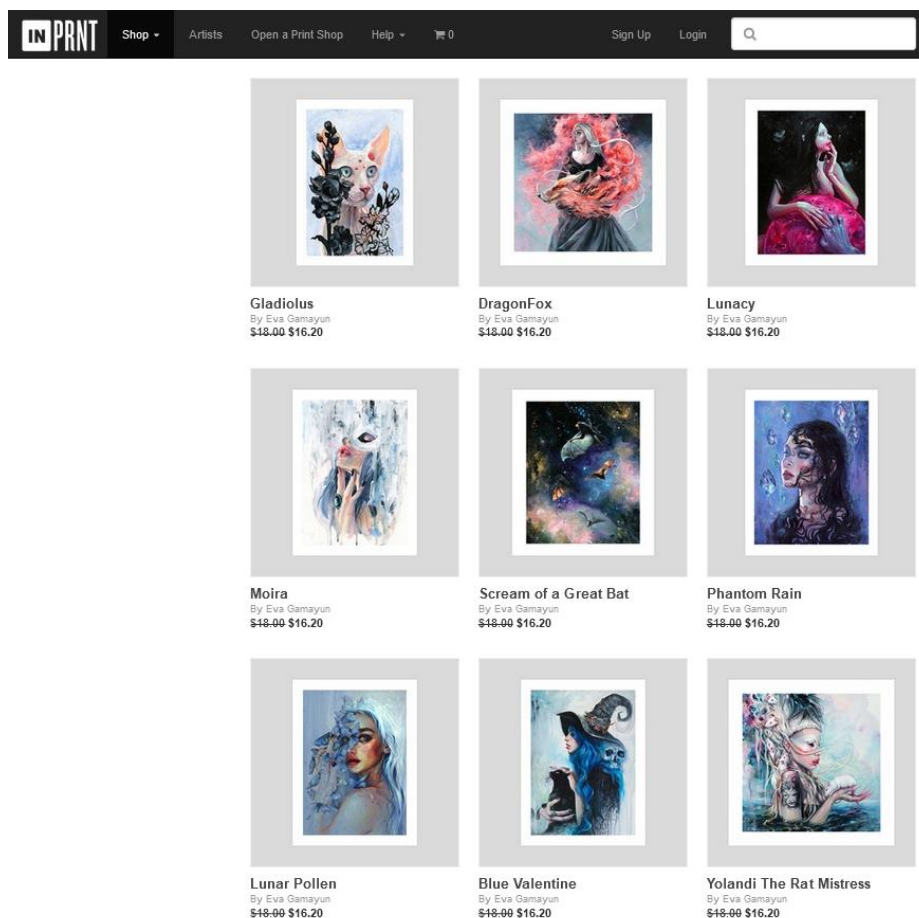 IN PRNT Shop Artists Open a Print Shop Help 0 Sign Up Login
Gladiolus
By Eva Gamayun
$18.00 $16.20
DragonFox
By Eva Gamayun
$18.00 $16.20
Lunacy
By Eva Gamayun
$18.00 $16.20
Moira
By Eva Gamayun
$18.00 $16.20
Scream of a Great Bat
By Eva Gamayun
$18.00 $16.20
Phantom Rain
By Eva Gamayun
$18.00 $16.20
Lunar Pollen
By Eva Gamayun
$18.00 $16.20
Blue Valentine
By Eva Gamayun
$18.00 $16.20
Yolandi The Rat Mistress
By Eva Gamayun
$18.00 $16.20